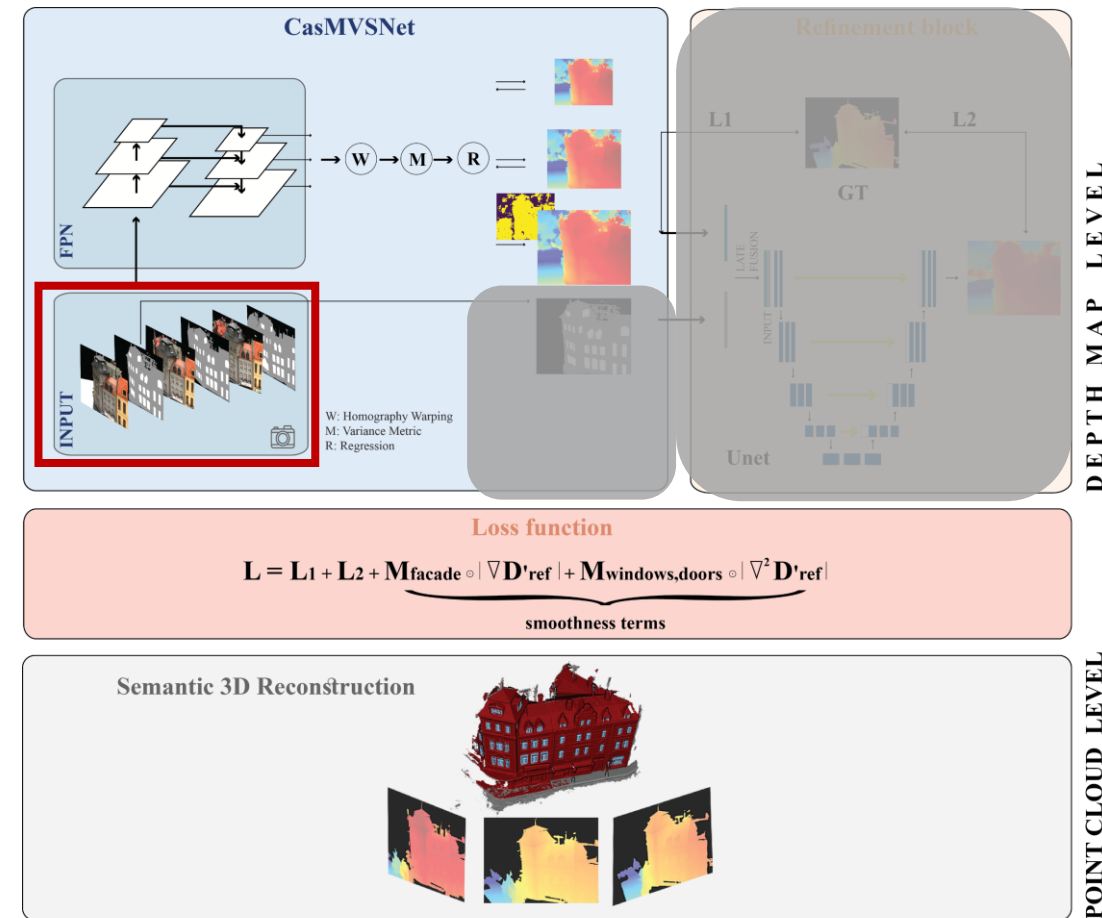 CasMVSNet
Refinement block
L1
L2
GT
FPN
W
M
R
LATE
FUSION
INPUT
INPUT
W: Homography Warping
M: Variance Metric
R: Regression
Unet
DEPTH MAP LEVEL
Loss function
L = L1 + L2 + Mfacade ⊙ | ∇D'ref | + Mwindows,doors ⊙ | ∇² D'ref |
smoothness terms
Semantic 3D Reconstruction
POINT CLOUD LEVEL